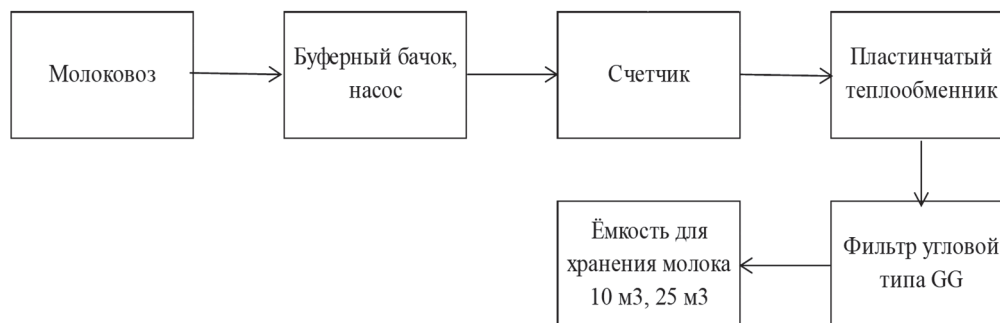 Молоковоз
Буферный бачок,
насос
Счетчик
Пластинчатый
теплообменник
Фильтр угловой
типа GG
Ёмкость для
хранения молока
10 м3, 25 м3